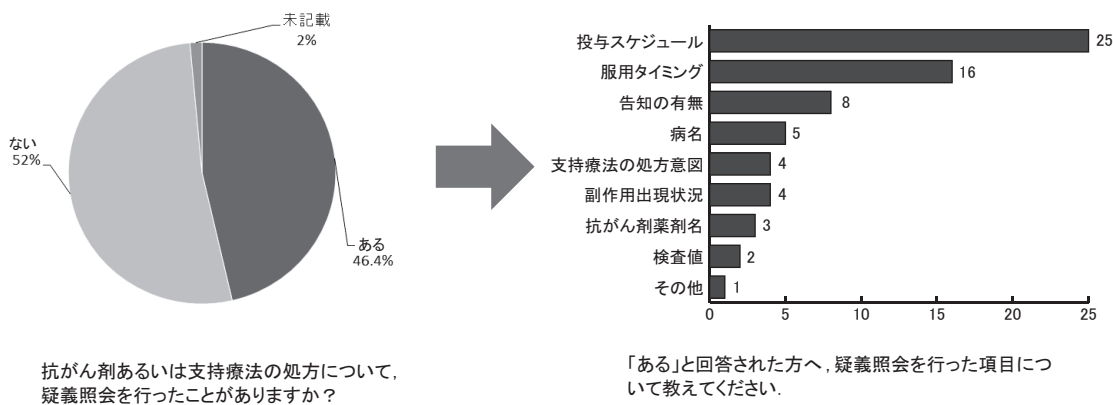 未記載
2%
ない
52%
ある
46.4%
抗がん剤あるいは支持療法の処方について,
疑義照会を行ったことがありますか？
投与スケジュール 25
服用タイミング 16
告知の有無 8
病名 5
支持療法の処方意図 4
副作用出現状況 4
抗がん剤薬剤名 3
検査値 2
その他 1
0 5 10 15 20 25
「ある」と回答された方へ, 疑義照会を行った項目につ
いて教えてください.